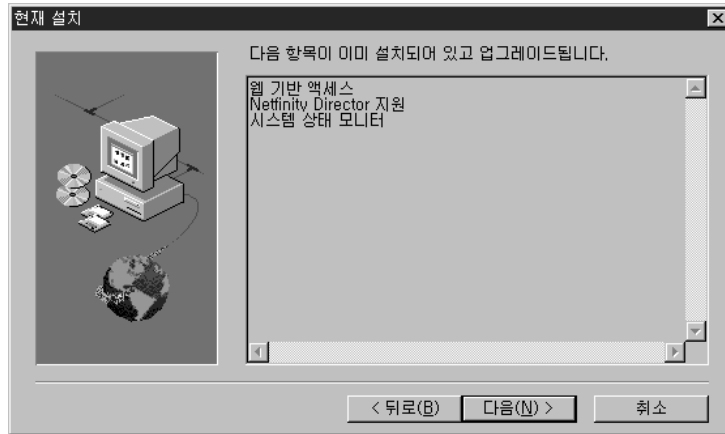 현재 설치
다음 항목이 이미 설치되어 있고 업그레이드됩니다.
웹 기반 액세스
Netfinity Director 지원
시스템 상태 모니터
< 뒤로(B)
다음(N) >
취소